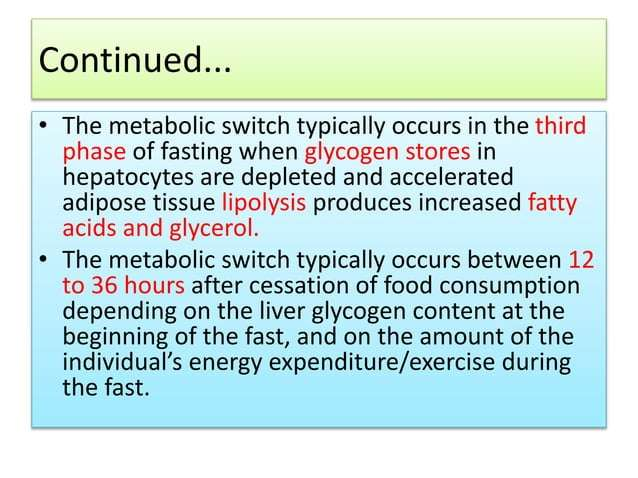 Continued...
• The metabolic switch typically occurs in the third
phase of fasting when glycogen stores in
hepatocytes are depleted and accelerated
adipose tissue lipolysis produces increased fatty
acids and glycerol.
• The metabolic switch typically occurs between 12
to 36 hours after cessation of food consumption
depending on the liver glycogen content at the
beginning of the fast, and on the amount of the
individual’s energy expenditure/exercise during
the fast.